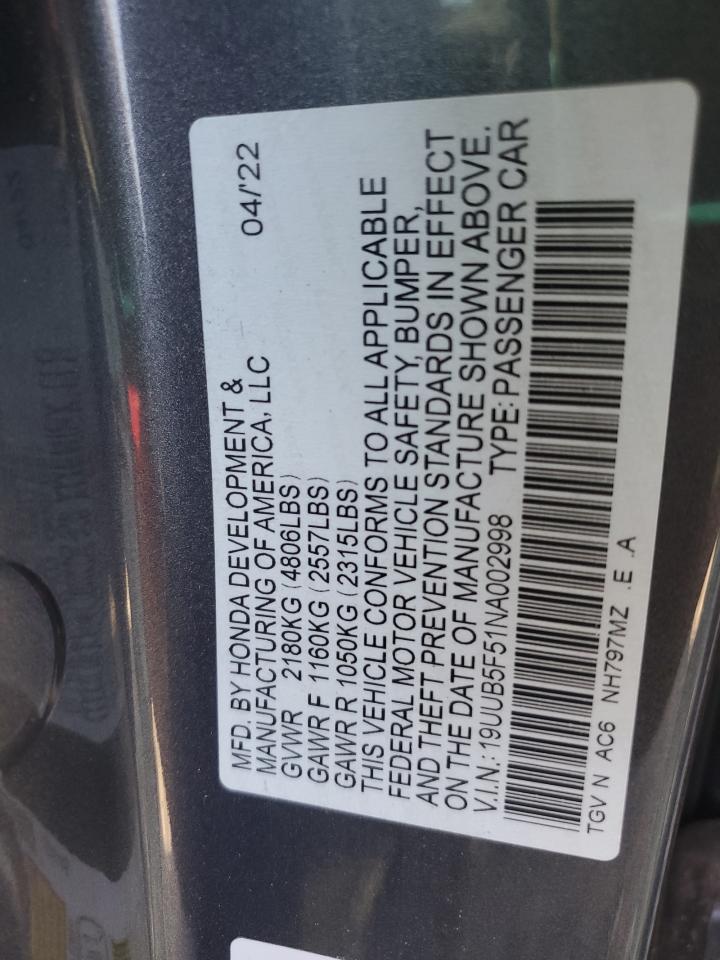 MFD. BY HONDA DEVELOPMENT & 04/'22
MANUFACTURING OF AMERICA, LLC
GVWR 2180KG (4806LBS)
GAWR F 1160KG (2557LBS)
GAWR R 1050KG (2315LBS)
THIS VEHICLE CONFORMS TO ALL APPLICABLE
FEDERAL MOTOR VEHICLE SAFETY, BUMPER,
AND THEFT PREVENTION STANDARDS IN EFFECT
ON THE DATE OF MANUFACTURE SHOWN ABOVE.
V.I.N.: 19UUB5F51NA002998 TYPE: PASSENGER CAR
TGV N AC6 NH797MZ .E .A